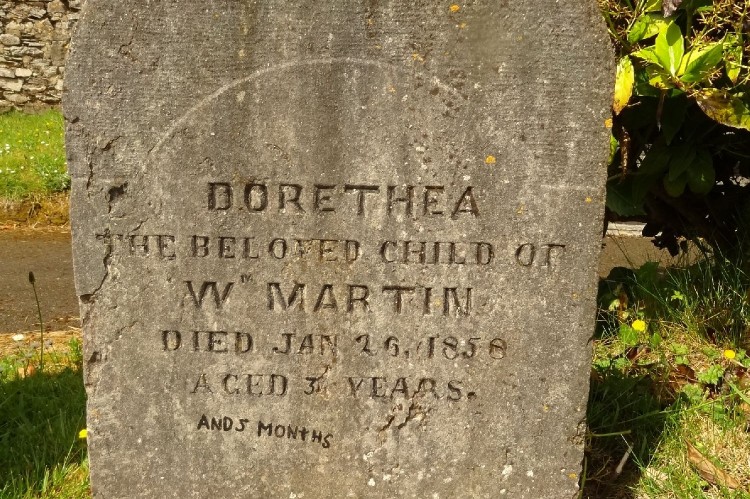 DORETHEA
THE BELOVED CHILD OF
Wᵐ MARTIN
DIED JAN 26, 1858
AGED 3 YEARS.
AND 5 MONTHS